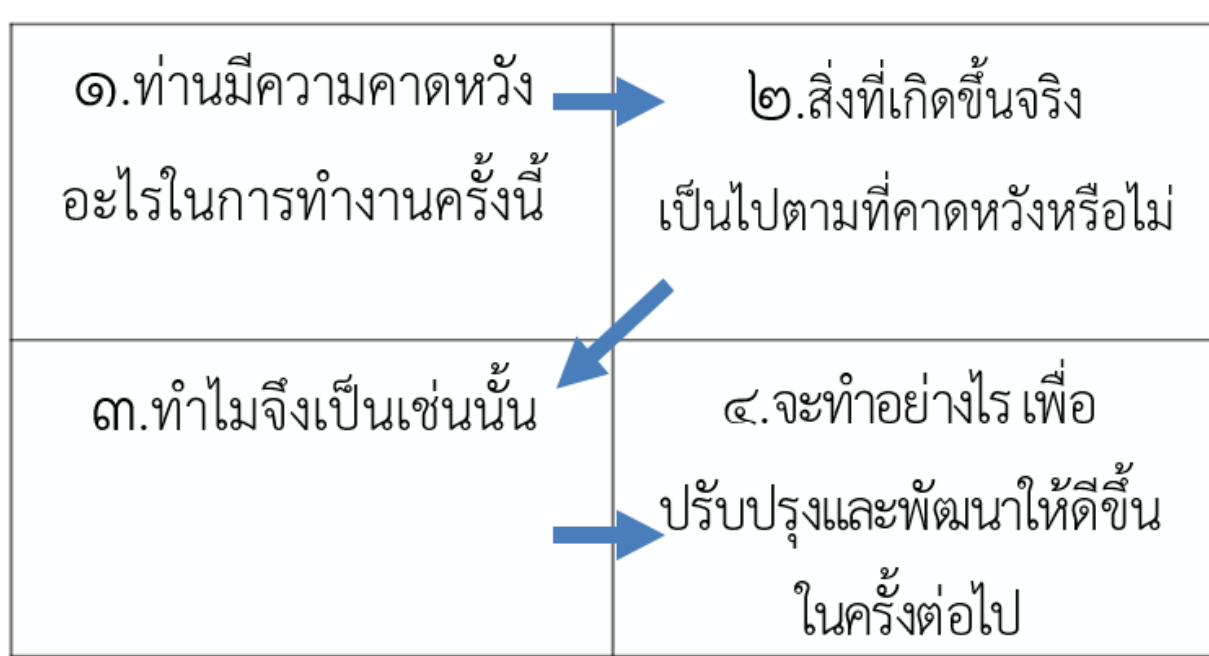 ๑.ท่านมีความคาดหวัง
อะไรในการทำงานครั้งนี้
๒.สิ่งที่เกิดขึ้นจริง
เป็นไปตามที่คาดหวังหรือไม่
๓.ทำไมจึงเป็นเช่นนั้น
๔.จะทำอย่างไร เพื่อ
ปรับปรุงและพัฒนาให้ดีขึ้น
ในครั้งต่อไป